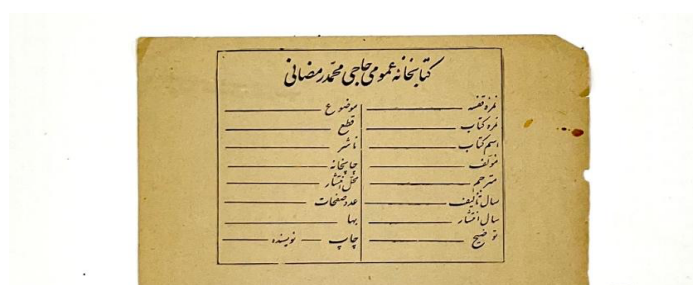 کتابخانه عمومی حاجی محمد رمضانی
نمره قفسه
نمره کتاب
اسم کتاب
مؤلف
مترجم
سال تألیف
سال انتشار
توضیح
موضوع
قطع
ناشر
چاپخانه
محل انتشار
عدد صفحات
بها
چاپ نویسنده